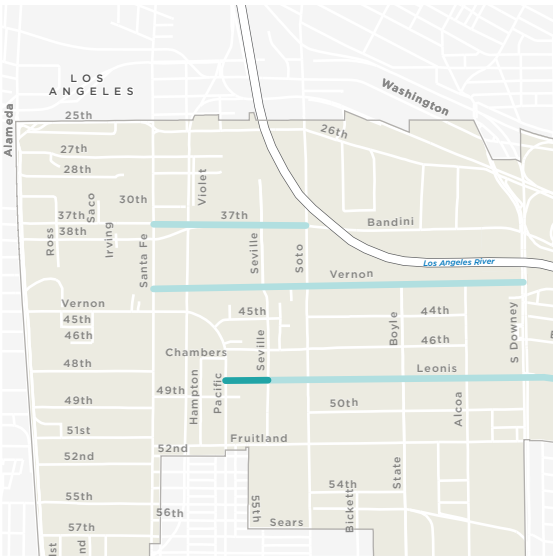 LOS
ANGELES
Washington
Alameda
25th
26th
27th
28th
Violet
30th
Saco
37th
37th
Bandini
38th
Ross
Irving
Santa Fe
Seville
Soto
Los Angeles River
Vernon
Vernon
45th
44th
45th
46th
Boyle
S Downey
Seville
46th
Chambers
48th
Leonis
49th
Hampton
Pacific
49th
50th
Alcoa
51st
Fruitland
52nd
52nd
State
54th
55th
55th
Bickett
56th
Sears
57th
1st
nd